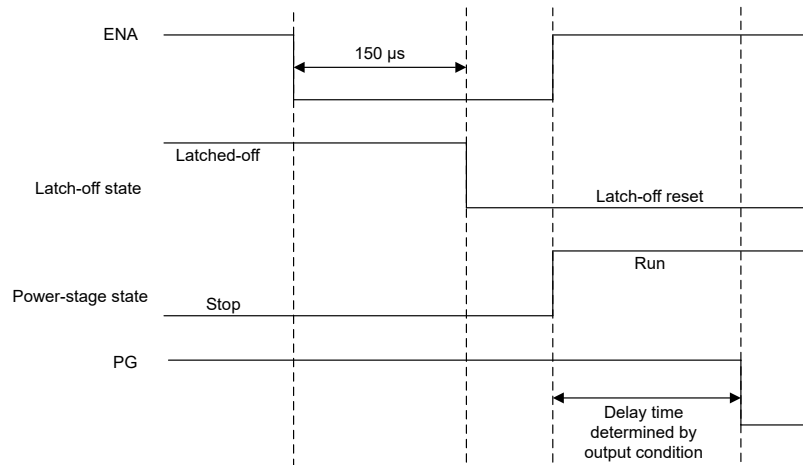 ENA
150 µs
Latched-off
Latch-off state
Latch-off reset
Run
Power-stage state
Stop
PG
Delay time
determined by
output condition